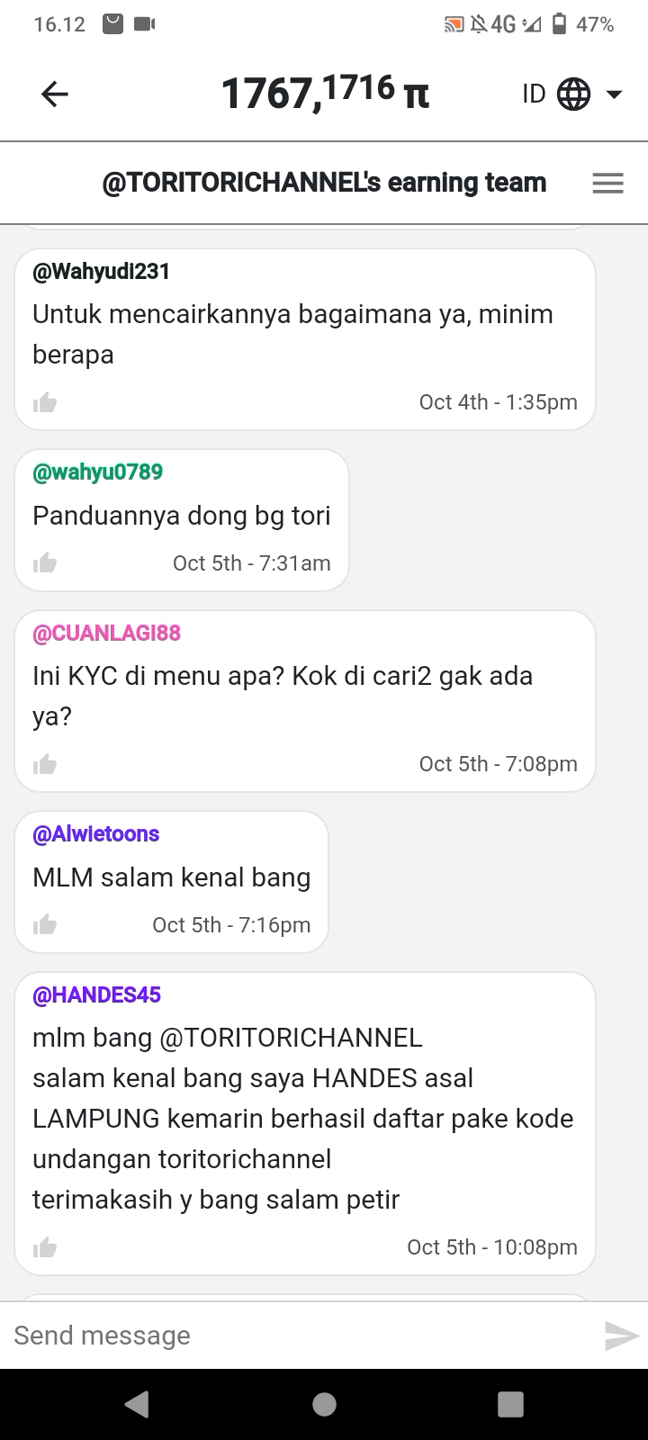 16.12 4G 47%
1767,1716 π ID
@TORITORICHANNEL's earning team
@Wahyudi231
Untuk mencairkannya bagaimana ya, minim
berapa
Oct 4th - 1:35pm
@wahyu0789
Panduannya dong bg tori
Oct 5th - 7:31am
@CUANLAGI88
Ini KYC di menu apa? Kok di cari2 gak ada
ya?
Oct 5th - 7:08pm
@Alwietoons
MLM salam kenal bang
Oct 5th - 7:16pm
@HANDES45
mlm bang @TORITORICHANNEL
salam kenal bang saya HANDES asal
LAMPUNG kemarin berhasil daftar pake kode
undangan toritorichannel
terimakasih y bang salam petir
Oct 5th - 10:08pm
Send message